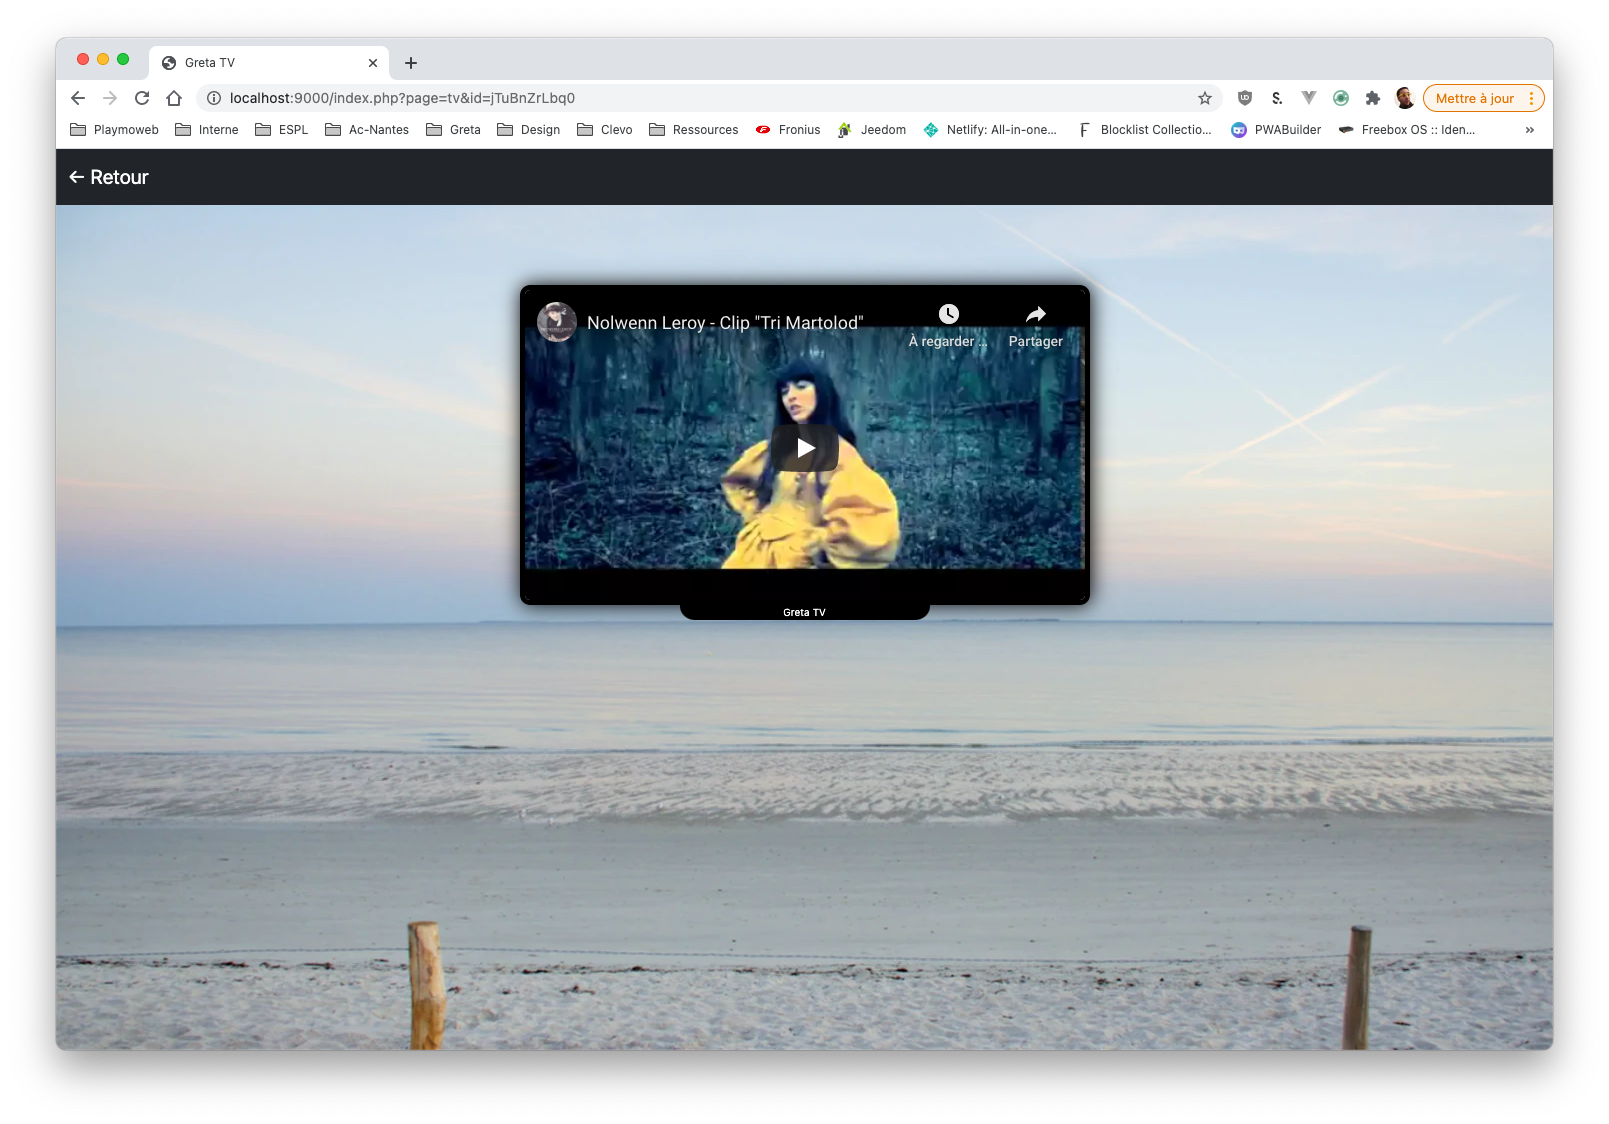 Greta TV
localhost:9000/index.php?page=tv&id=jTuBnZrLbq0
S.
Mettre à jour
Playmoweb Interne ESPL Ac-Nantes Greta Design Clevo Ressources Fronius Jeedom Netlify: All-in-one... Blocklist Collectio... PWABuilder Freebox OS :: Iden... »
Retour
Nolwenn Leroy - Clip "Tri Martolod"
À regarder ... Partager
Greta TV